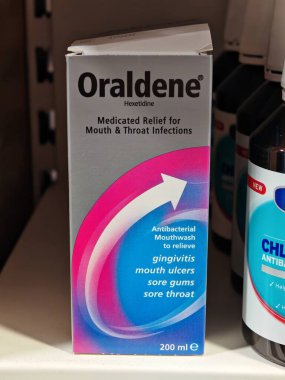 Oraldene®
Hexetidine
Medicated Relief for
Mouth & Throat Infections
Antibacterial
Mouthwash
to relieve
gingivitis
mouth ulcers
sore gums
sore throat
200 ml e
NEW
CHL
ANTIBA